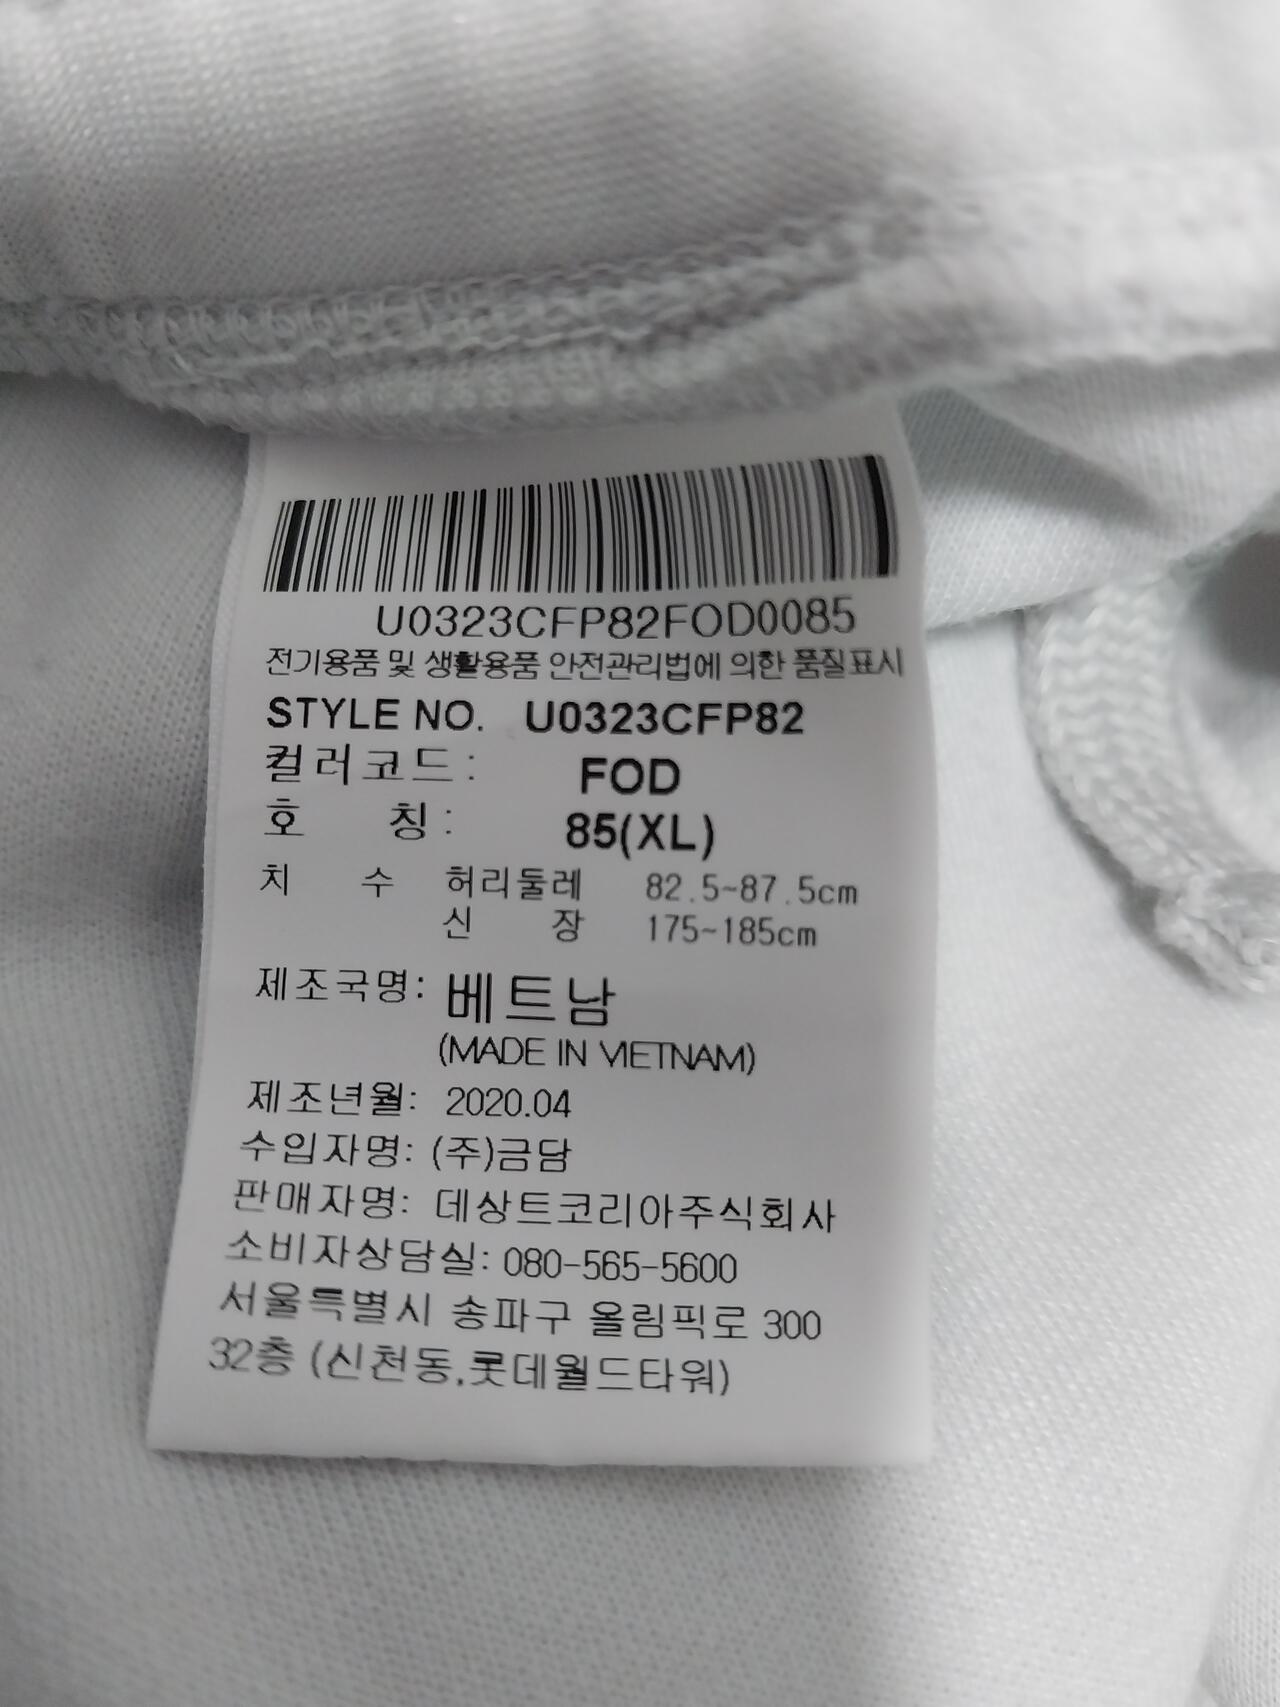 U0323CFP82FOD0085
전기용품 및 생활용품 안전관리법에 의한 품질표시
STYLE NO. U0323CFP82
컬러코드: FOD
호 칭: 85(XL)
치 수 허리둘레 82.5~87.5cm
신 장 175~185cm
제조국명: 베트남
(MADE IN VIETNAM)
제조년월: 2020.04
수입자명: (주)금담
판매자명: 데상트코리아주식회사
소비자상담실: 080-565-5600
서울특별시 송파구 올림픽로 300
32층 (신천동,롯데월드타워)